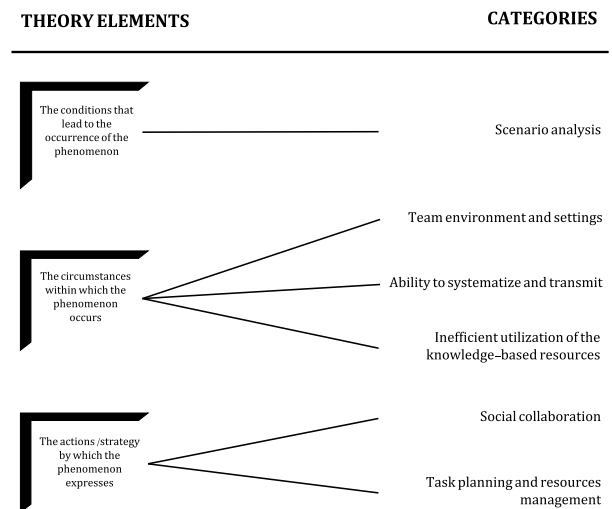 THEORY ELEMENTS
CATEGORIES
The conditions that
lead to the
occurrence of the
phenomenon
Scenario analysis
The circumstances
within which the
phenomenon
occurs
Team environment and settings
Ability to systematize and transmit
Inefficient utilization of the
knowledge–based resources
The actions /strategy
by which the
phenomenon
expresses
Social collaboration
Task planning and resources
management